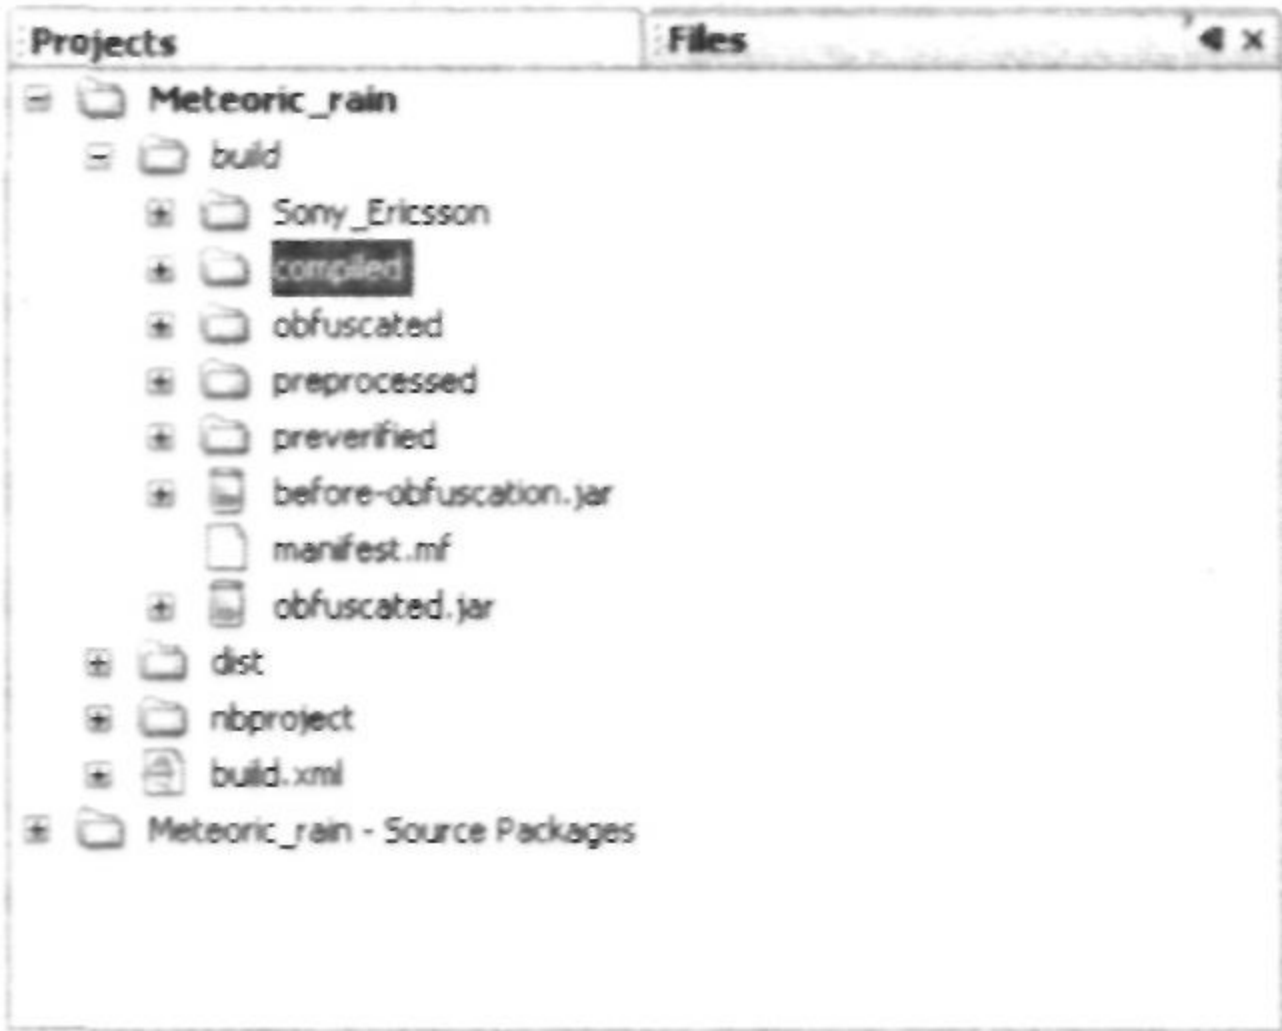 Projects
Files
Meteoric_rain
build
Sony_Ericsson
compiled
obfuscated
preprocessed
preverified
before-obfuscation.jar
manifest.mf
obfuscated.jar
dist
nbproject
build.xml
Meteoric_rain - Source Packages